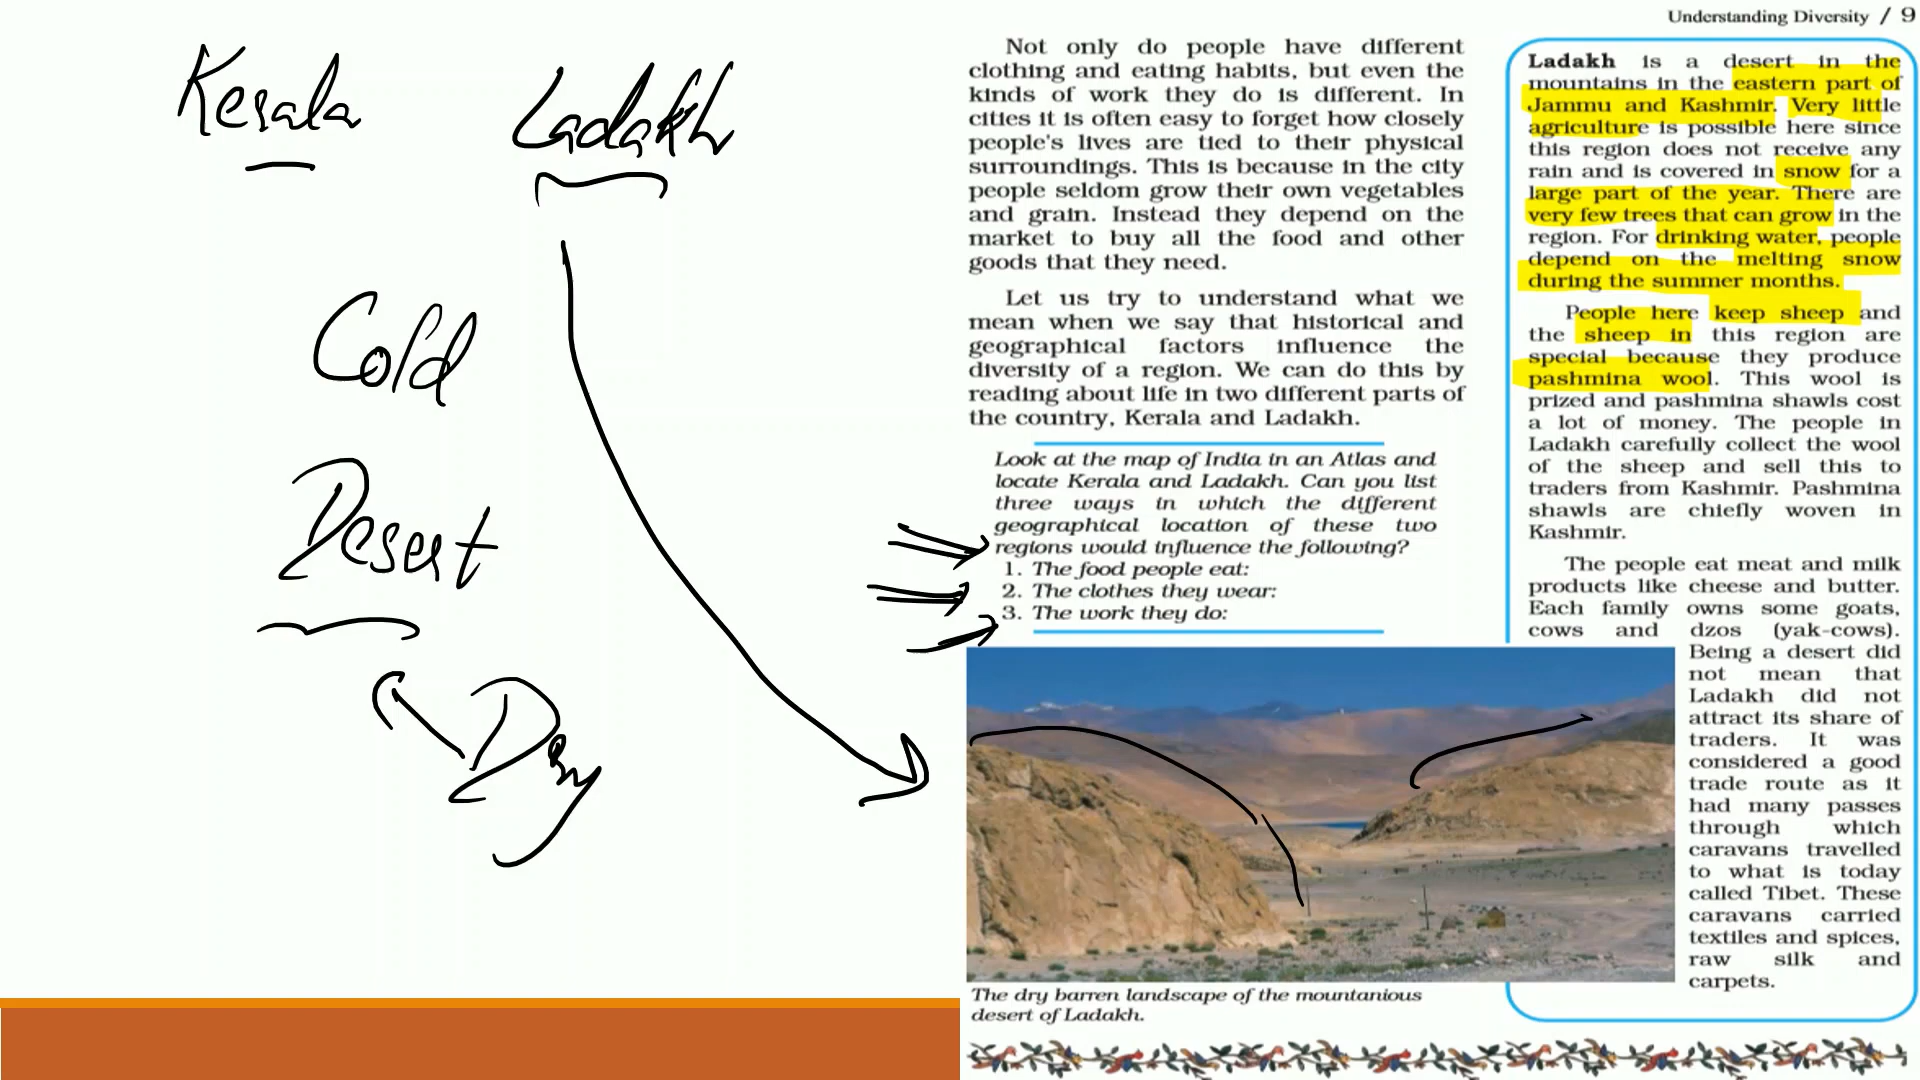 Kerala
Ladakh
Cold
Desert
Dry
Understanding Diversity / 9
Not only do people have different
clothing and eating habits, but even the
kinds of work they do is different. In
cities it is often easy to forget how closely
people's lives are tied to their physical
surroundings. This is because in the city
people seldom grow their own vegetables
and grain. Instead they depend on the
market to buy all the food and other
goods that they need.
Let us try to understand what we
mean when we say that historical and
geographical factors influence the
diversity of a region. We can do this by
reading about life in two different parts of
the country, Kerala and Ladakh.
Look at the map of India in an Atlas and
locate Kerala and Ladakh. Can you list
three ways in which the different
geographical location of these two
regions would influence the following?
1. The food people eat:
2. The clothes they wear:
3. The work they do:
The dry barren landscape of the mountanious
desert of Ladakh.
Ladakh is a desert in the
mountains in the eastern part of
Jammu and Kashmir. Very little
agriculture is possible here since
this region does not receive any
rain and is covered in snow for a
large part of the year. There are
very few trees that can grow in the
region. For drinking water, people
depend on the melting snow
during the summer months.
People here keep sheep and
the sheep in this region are
special because they produce
pashmina wool. This wool is
prized and pashmina shawls cost
a lot of money. The people in
Ladakh carefully collect the wool
of the sheep and sell this to
traders from Kashmir. Pashmina
shawls are chiefly woven in
Kashmir.
The people eat meat and milk
products like cheese and butter.
Each family owns some goats,
cows and dzos (yak-cows).
Being a desert did
not mean that
Ladakh did not
attract its share of
traders. It was
considered a good
trade route as it
had many passes
through which
caravans travelled
to what is today
called Tibet. These
caravans carried
textiles and spices,
raw silk and
carpets.